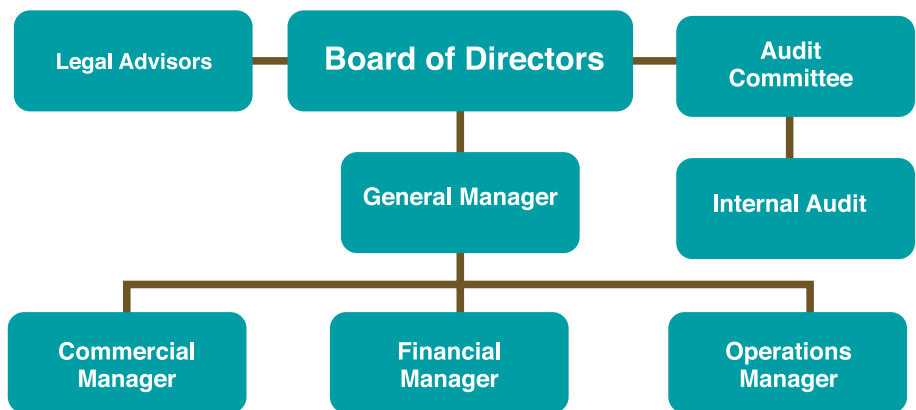 Legal Advisors
Board of Directors
Audit
Committee
General Manager
Internal Audit
Commercial
Manager
Financial
Manager
Operations
Manager